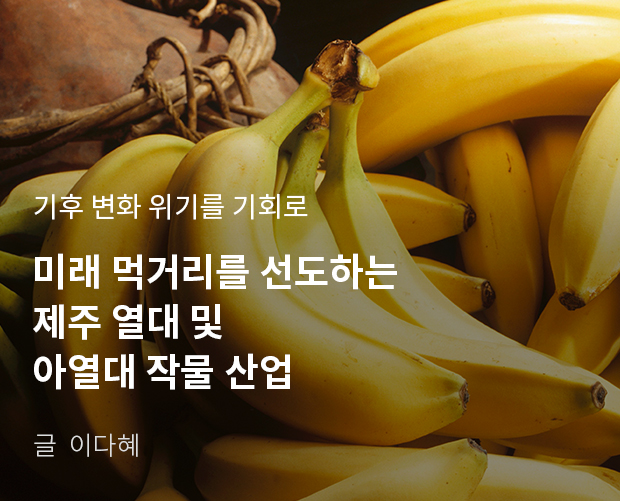 기후 변화 위기를 기회로
미래 먹거리를 선도하는
제주 열대 및
아열대 작물 산업
글 이다혜